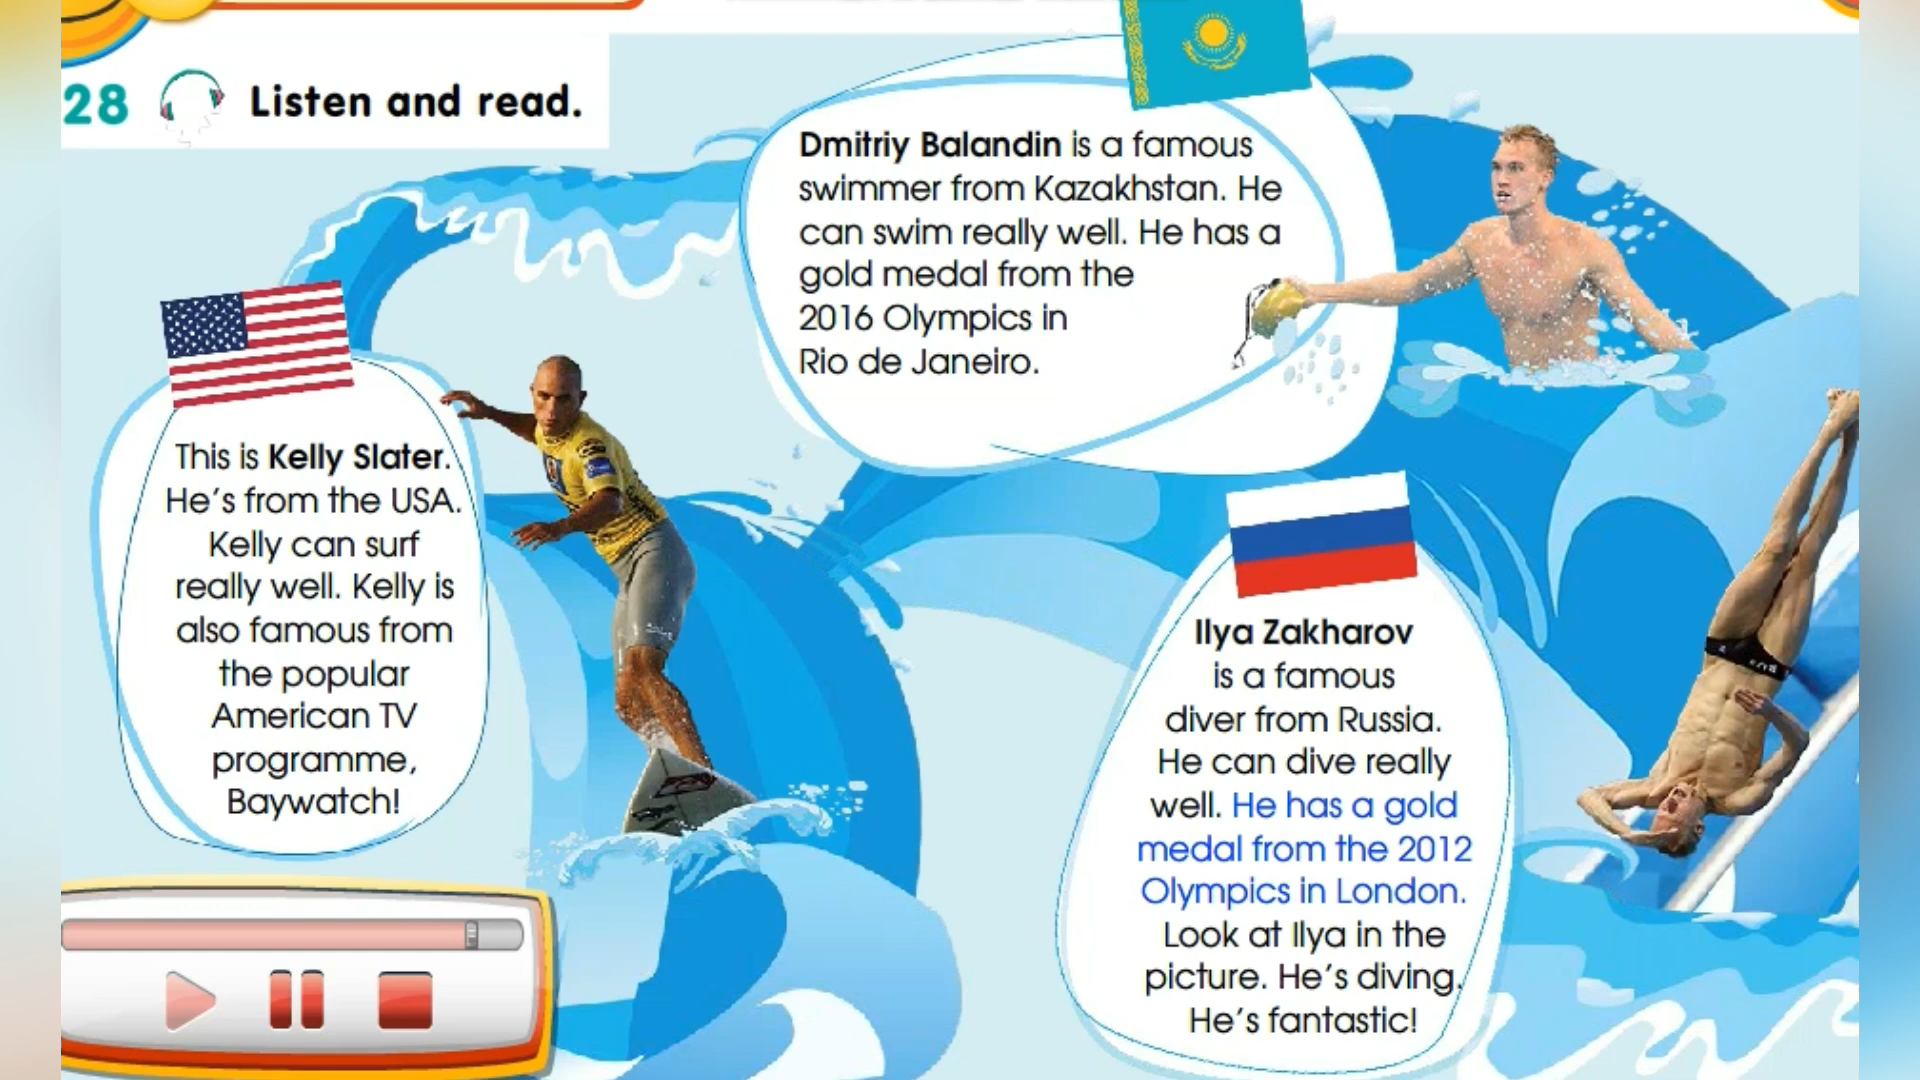 28 Listen and read.
Dmitriy Balandin is a famous
swimmer from Kazakhstan. He
can swim really well. He has a
gold medal from the
2016 Olympics in
Rio de Janeiro.
This is Kelly Slater.
He's from the USA.
Kelly can surf
really well. Kelly is
also famous from
the popular
American TV
programme,
Baywatch!
Ilya Zakharov
is a famous
diver from Russia.
He can dive really
well. He has a gold
medal from the 2012
Olympics in London.
Look at Ilya in the
picture. He's diving.
He's fantastic!